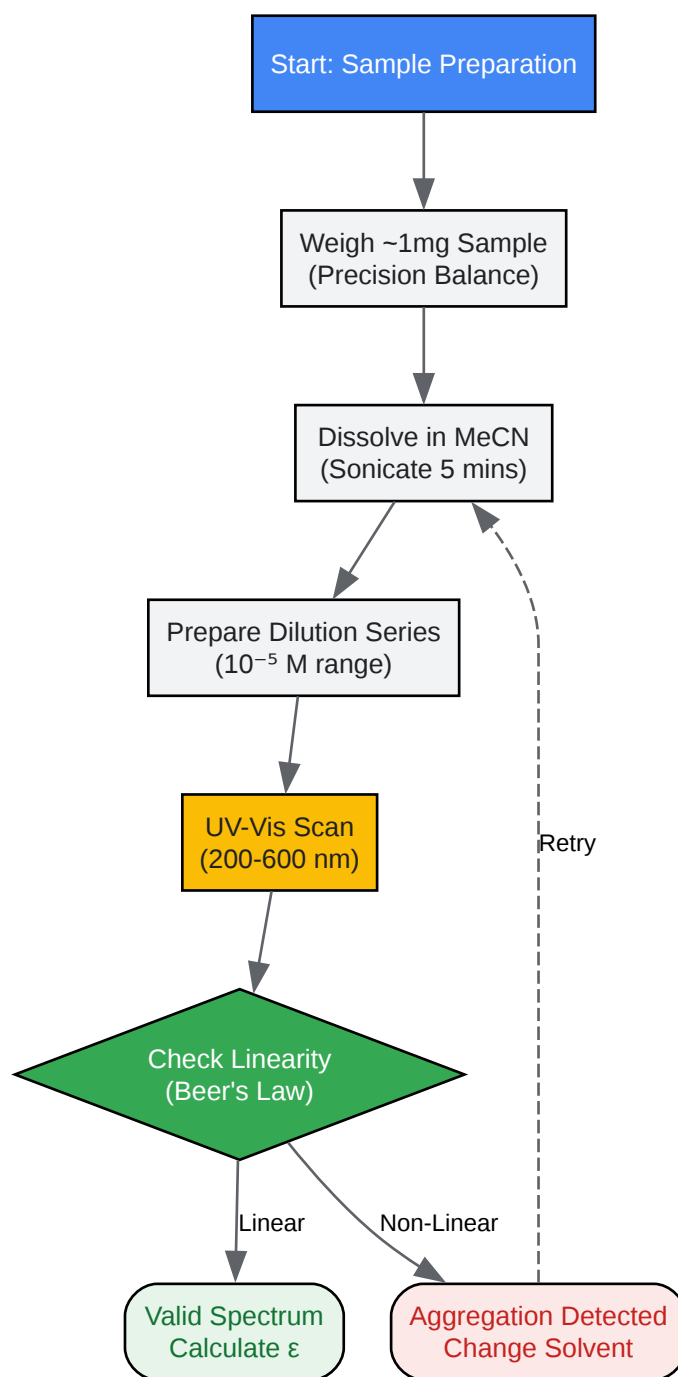 Start: Sample Preparation
Weigh ~1mg Sample
(Precision Balance)
Dissolve in MeCN
(Sonicate 5 mins)
Prepare Dilution Series
(10⁻⁵ M range)
UV-Vis Scan
(200-600 nm)
Retry
Check Linearity
(Beer's Law)
Linear
Non-Linear
Valid Spectrum
Calculate ε
Aggregation Detected
Change Solvent